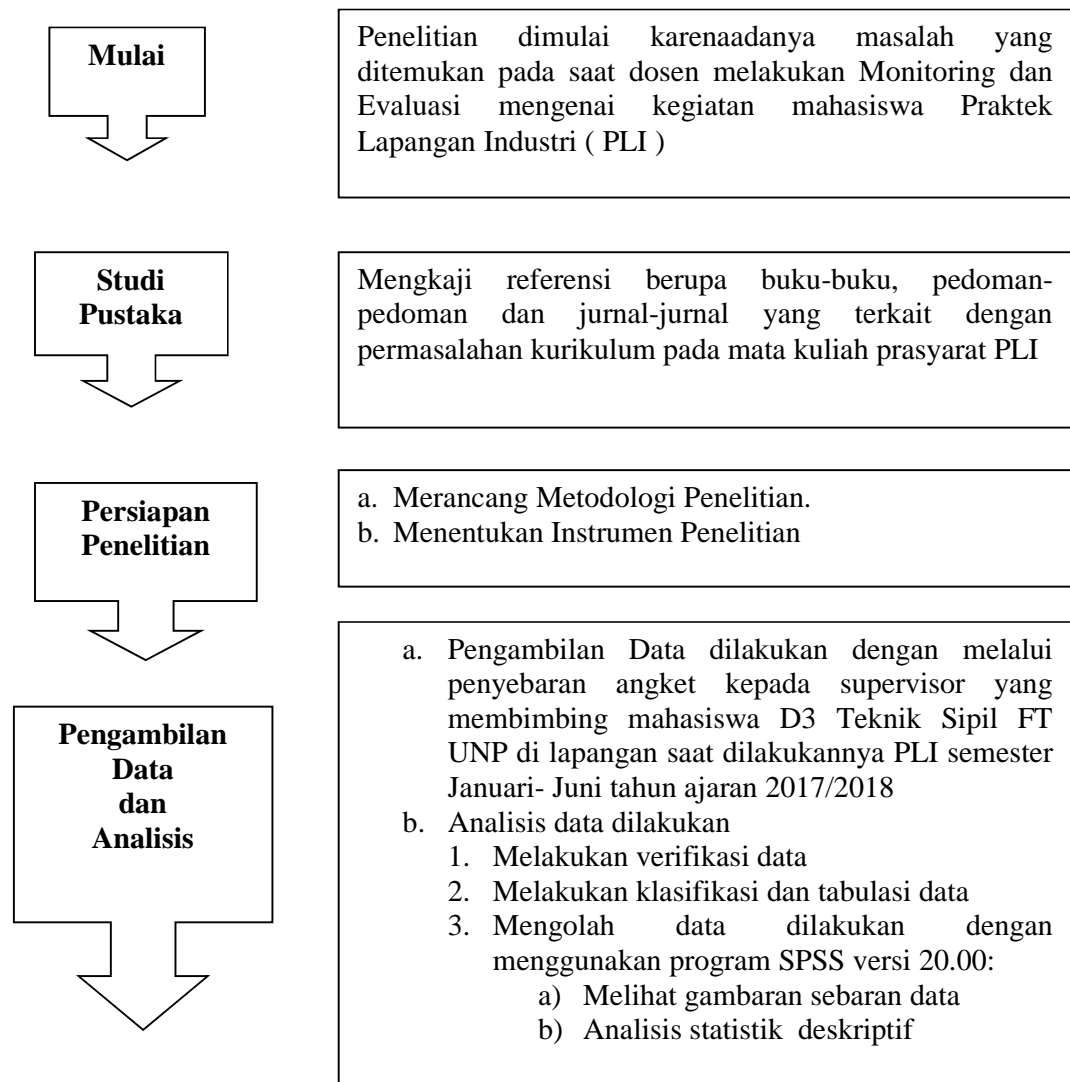 Mulai
Penelitian dimulai karenaadanya masalah yang
ditemukan pada saat dosen melakukan Monitoring dan
Evaluasi mengenai kegiatan mahasiswa Praktek
Lapangan Industri ( PLI )
Studi
Pustaka
Mengkaji referensi berupa buku-buku, pedoman-
pedoman dan jurnal-jurnal yang terkait dengan
permasalahan kurikulum pada mata kuliah prasyarat PLI
Persiapan
Penelitian
a. Merancang Metodologi Penelitian.
b. Menentukan Instrumen Penelitian
Pengambilan
Data
dan
Analisis
a. Pengambilan Data dilakukan dengan melalui
penyebaran angket kepada supervisor yang
membimbing mahasiswa D3 Teknik Sipil FT
UNP di lapangan saat dilakukannya PLI semester
Januari- Juni tahun ajaran 2017/2018
b. Analisis data dilakukan
1. Melakukan verifikasi data
2. Melakukan klasifikasi dan tabulasi data
3. Mengolah data dilakukan dengan
menggunakan program SPSS versi 20.00:
a) Melihat gambaran sebaran data
b) Analisis statistik deskriptif